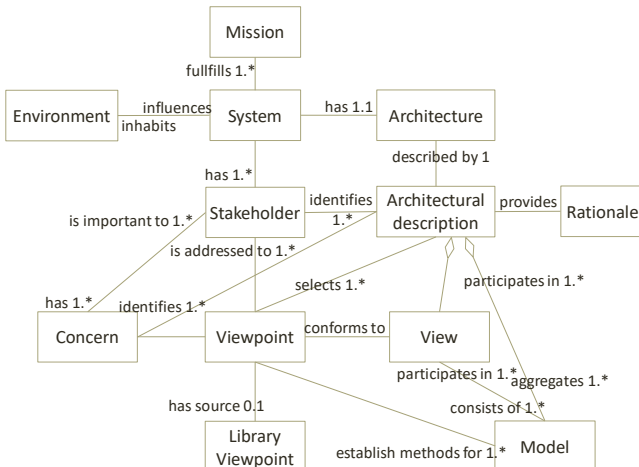 Mission
fullfills 1.*
Environment
influences
inhabits
System
has 1.1
Architecture
described by 1
has 1.*
Stakeholder
identifies
1.*
Architectural
description
provides
Rationale
is important to 1.*
is addressed to 1.*
selects 1.*
participates in 1.*
has 1.*
identifies 1.*
Concern
Viewpoint
conforms to
View
participates in 1.*
aggregates 1.*
consists of 1.*
has source 0.1
Library
Viewpoint
establish methods for 1.*
Model